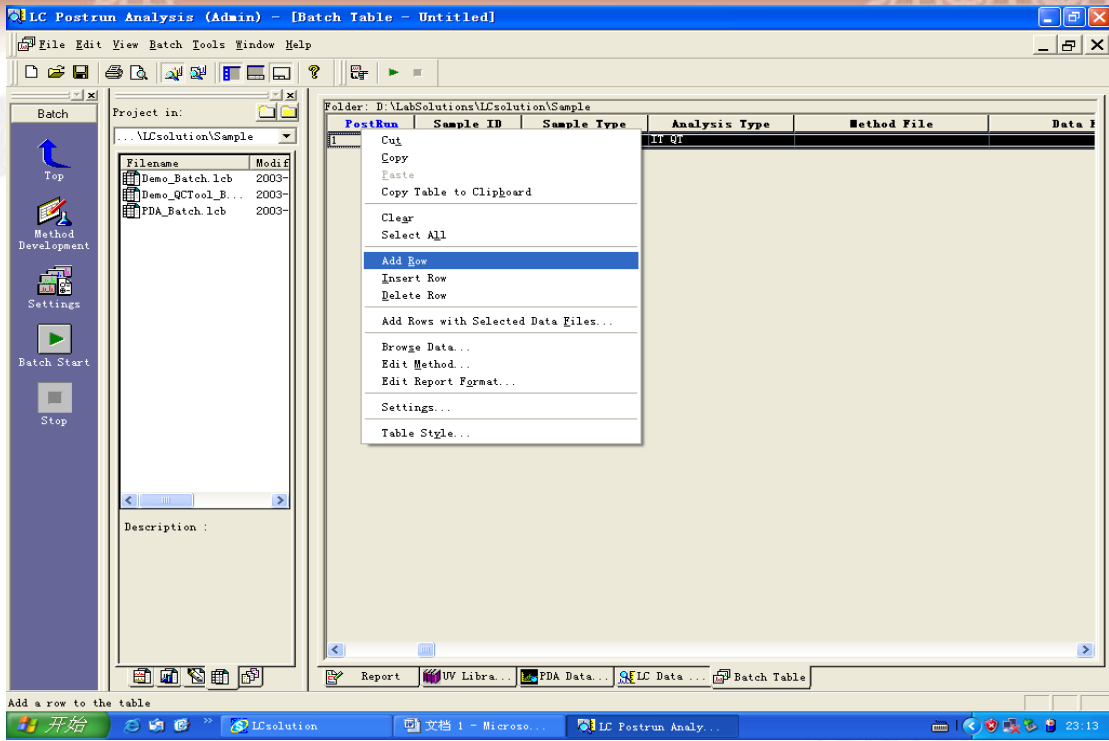 LC Postrun Analysis (Admin) - [Batch Table - Untitled]
File Edit View Batch Tools Window Help
Batch
Top
Method
Development
Settings
Batch Start
Stop
Project in:
...\LCsolution\Sample
Filename Modif
Demo_Batch.lcb 2003-
Demo_QCTool_B... 2003-
PDA_Batch.lcb 2003-
Description :
Folder: D:\LabSolutions\LCsolution\Sample
PostRun Sample ID Sample Type Analysis Type Method File Data F
1 IT QT
Cut
Copy
Paste
Copy Table to Clipboard
Clear
Select All
Add Row
Insert Row
Delete Row
Add Rows with Selected Data Files...
Browse Data...
Edit Method...
Edit Report Format...
Settings...
Table Style...
Report UV Libra... PDA Data... LC Data ... Batch Table
Add a row to the table
开始 LCsolution 文档 1 - Microso... LC Postrun Analy... 23:13